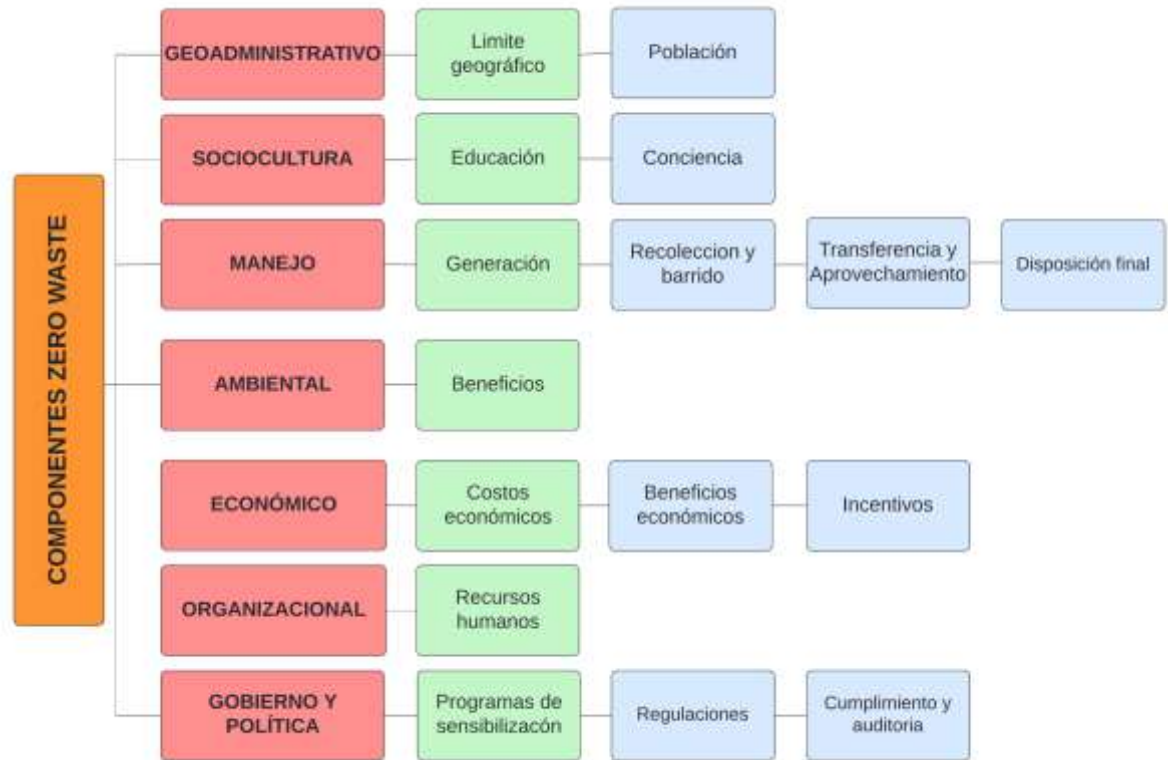 COMPONENTES ZERO WASTE
GEOADMINISTRATIVO
Limite
geográfico
Población
SOCIOCULTURA
Educación
Conciencia
MANEJO
Generación
Recoleccion y
barrido
Transferencia y
Aprovechamiento
Disposición final
AMBIENTAL
Beneficios
ECONÓMICO
Costos
económicos
Beneficios
económicos
Incentivos
ORGANIZACIONAL
Recursos
humanos
GOBIERNO Y
POLÍTICA
Programas de
sensibilizacón
Regulaciones
Cumplimiento y
auditoria